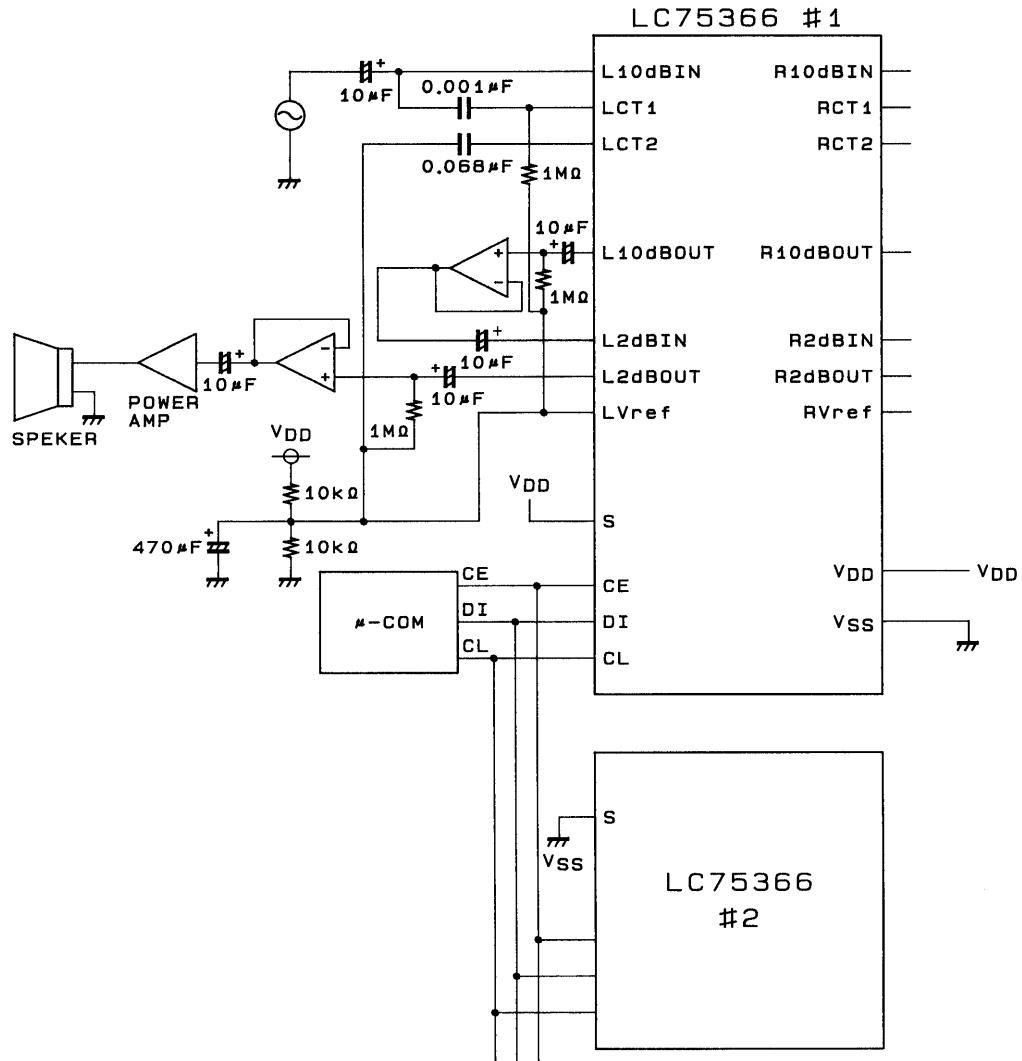 LC75366 #1
L10dBIN R10dBIN
10μF
0.001μF
LCT1 RCT1
LCT2 RCT2
0.068μF
1MΩ
10μF
L10dBOUT R10dBOUT
1MΩ
L2dBIN R2dBIN
10μF
L2dBOUT R2dBOUT
10μF
10μF
POWER
AMP
SPEKER
LVref RVref
1MΩ
VDD
10kΩ
VDD
S
470μF
10kΩ
VDD VDD
CE CE
μ-COM
DI DI
VSS
CL CL
S
VSS
LC75366
#2